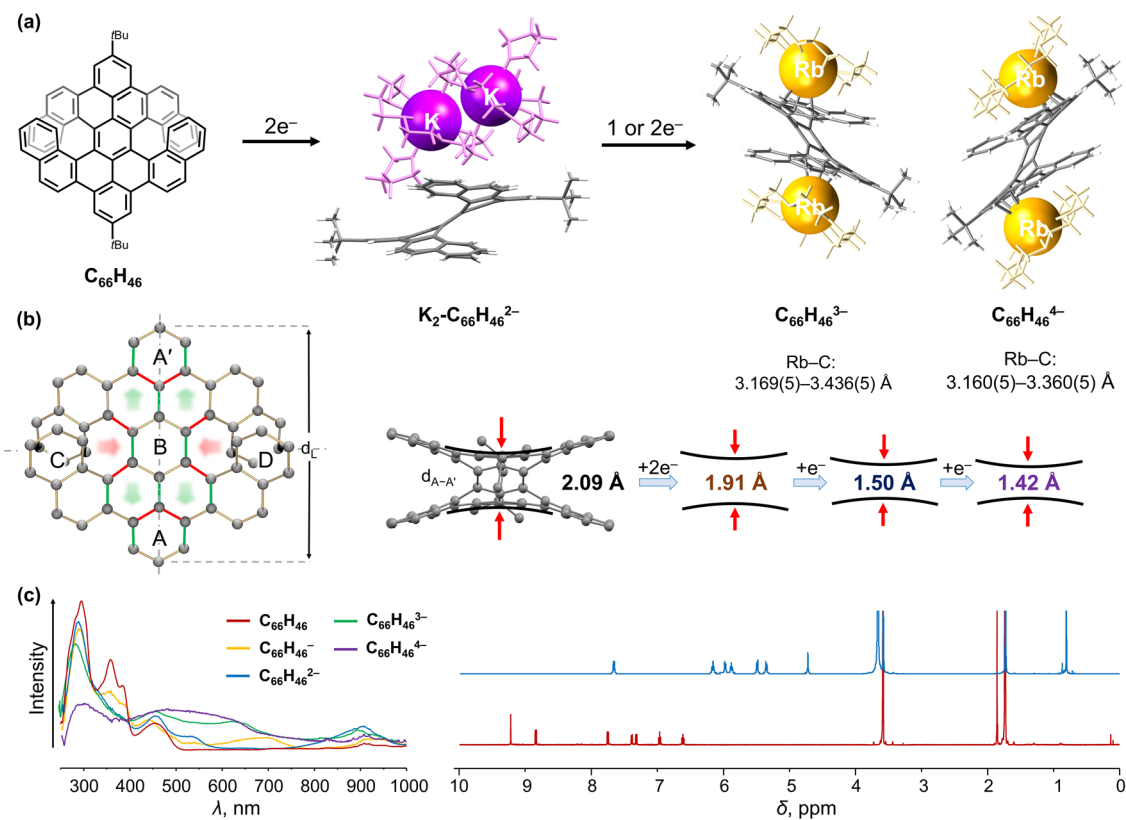 (a)
tBu
tBu
C₆₆H₄₆
2e⁻
K
K
K₂-C₆₆H₄₆²⁻
1 or 2e⁻
Rb
Rb
C₆₆H₄₆³⁻
Rb–C:
3.169(5)–3.436(5) Å
Rb
Rb
C₆₆H₄₆⁴⁻
Rb–C:
3.160(5)–3.360(5) Å
(b)
A′
B
C
D
A
d_L
d_A–A′
2.09 Å
+2e⁻
1.91 Å
+e⁻
1.50 Å
+e⁻
1.42 Å
(c)
Intensity
C₆₆H₄₆
C₆₆H₄₆⁻
C₆₆H₄₆²⁻
C₆₆H₄₆³⁻
C₆₆H₄₆⁴⁻
300 400 500 600 700 800 900 1000
λ, nm
10 9 8 7 6 5 4 3 2 1 0
δ, ppm